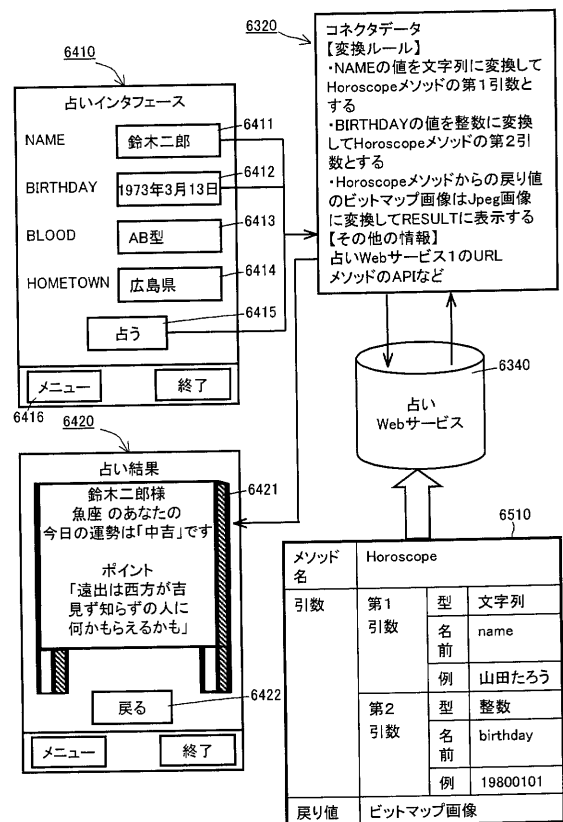 6410
占いインタフェース
NAME
鈴木二郎
6411
BIRTHDAY
1973年3月13日
6412
BLOOD
AB型
6413
HOMETOWN
広島県
6414
占う
6415
メニュー
終了
6416
6320
コネクタデータ
【変換ルール】
・NAMEの値を文字列に変換して
Horoscopeメソッドの第1引数と
する
・BIRTHDAYの値を整数に変換
してHoroscopeメソッドの第2引
数とする
・Horoscopeメソッドからの戻り値
のビットマップ画像はJpeg画像
に変換してRESULTに表示する
【その他の情報】
占いWebサービス1のURL
メソッドのAPIなど
6340
占い
Webサービス
6420
占い結果
鈴木二郎様
魚座 のあなたの
今日の運勢は「中吉」です
ポイント
「遠出は西方が吉
見ず知らずの人に
何かもらえるかも」
6421
戻る
6422
メニュー
終了
6510
メソッド
名
Horoscope
引数
第1
引数
型
文字列
名
前
name
例
山田たろう
第2
引数
型
整数
名
前
birthday
例
19800101
戻り値
ビットマップ画像